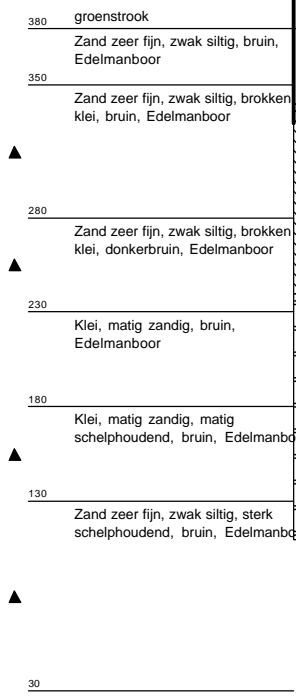 groenstrook
380
Zand zeer fijn, zwak siltig, bruin,
Edelmanboor
350
Zand zeer fijn, zwak siltig, brokken
klei, bruin, Edelmanboor
280
Zand zeer fijn, zwak siltig, brokken
klei, donkerbruin, Edelmanboor
230
Klei, matig zandig, bruin,
Edelmanboor
180
Klei, matig zandig, matig
schelphoudend, bruin, Edelmanbo
130
Zand zeer fijn, zwak siltig, sterk
schelphoudend, bruin, Edelmanbo
30